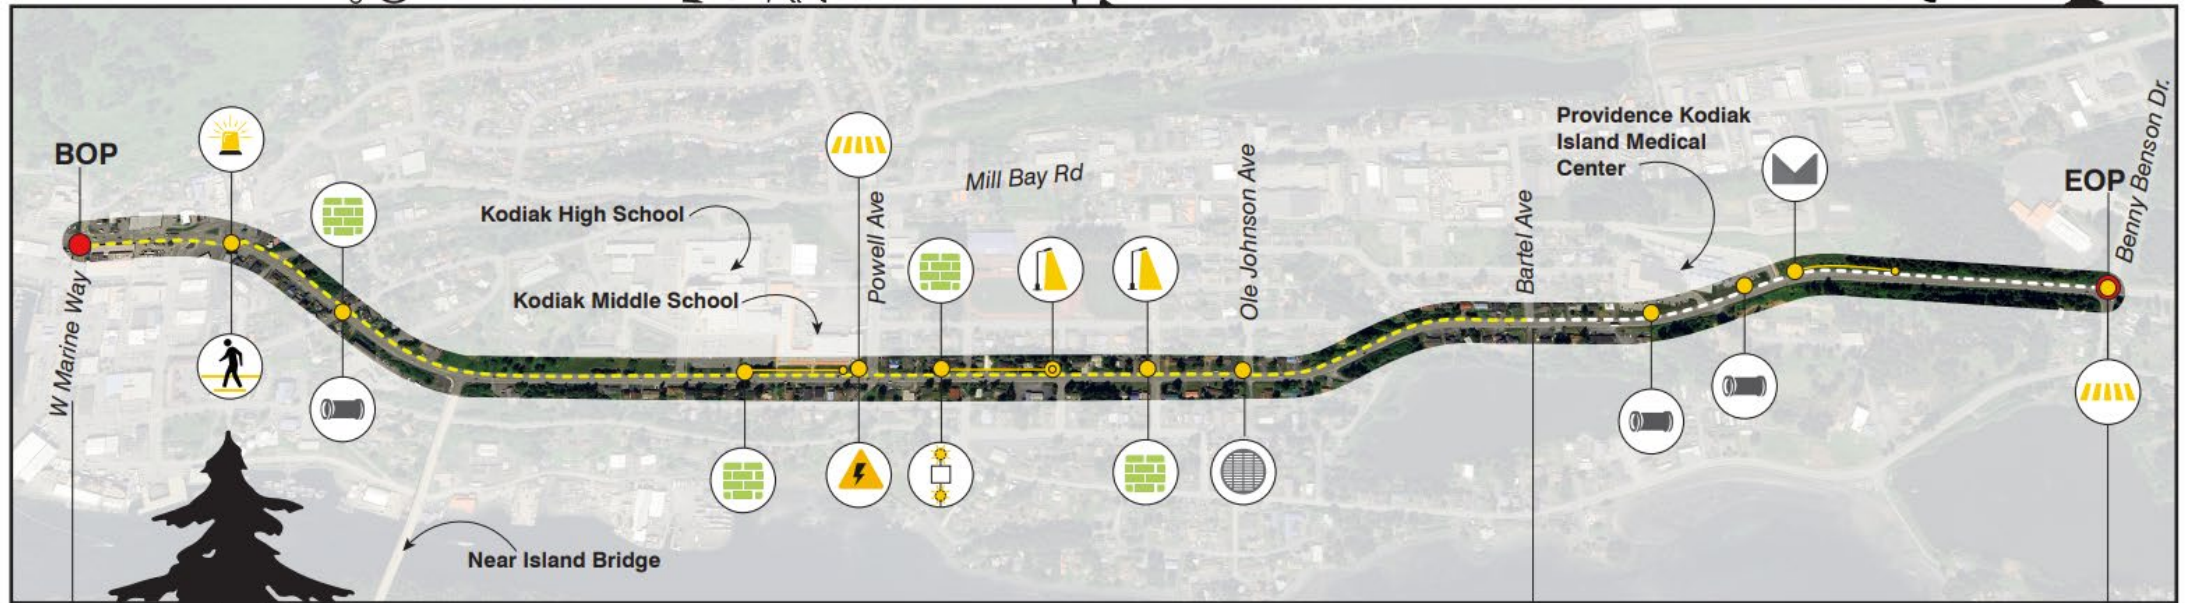 BOP
W Marine Way
Kodiak High School
Kodiak Middle School
Near Island Bridge
Powell Ave
Mill Bay Rd
Ole Johnson Ave
Bartel Ave
Providence Kodiak
Island Medical
Center
EOP
Benny Benson Dr.